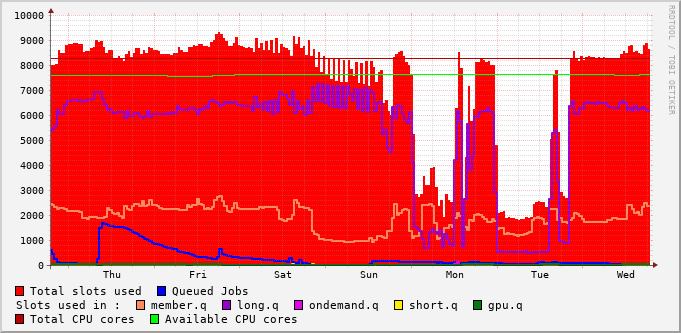 10000
9000
8000
7000
6000
5000
4000
3000
2000
1000
0
Thu Fri Sat Sun Mon Tue Wed
RRDTOOL / TOBI OETIKER
Total slots used Queued Jobs
Slots used in : member.q long.q ondemand.q short.q gpu.q
Total CPU cores Available CPU cores